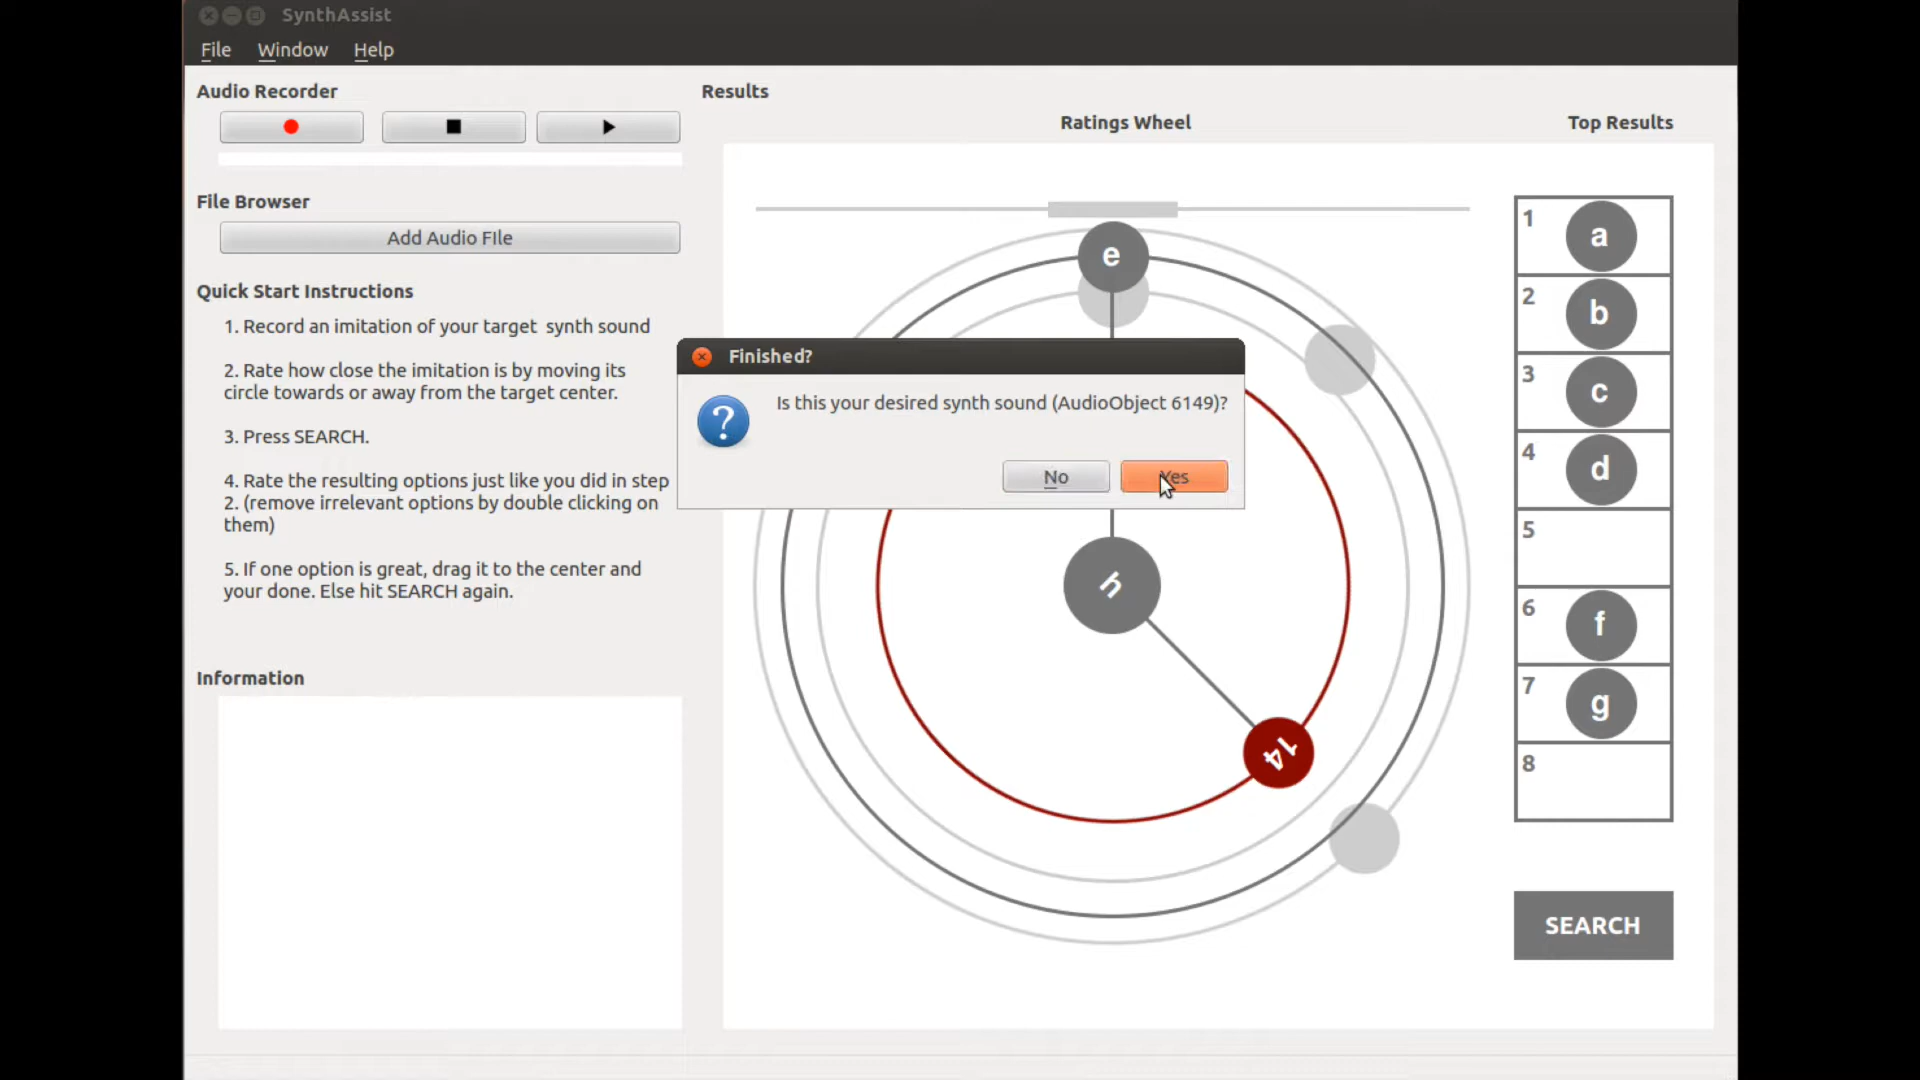 SynthAssist
File Window Help
Audio Recorder
File Browser
Add Audio FIle
Quick Start Instructions
1. Record an imitation of your target synth sound
2. Rate how close the imitation is by moving its
circle towards or away from the target center.
3. Press SEARCH.
4. Rate the resulting options just like you did in step
2. (remove irrelevant options by double clicking on
them)
5. If one option is great, drag it to the center and
your done. Else hit SEARCH again.
Information
Results
Ratings Wheel
e
Finished?
Is this your desired synth sound (AudioObject 6149)?
No
Yes
h
14
Top Results
1 a
2 b
3 c
4 d
5
6 f
7 g
8
SEARCH